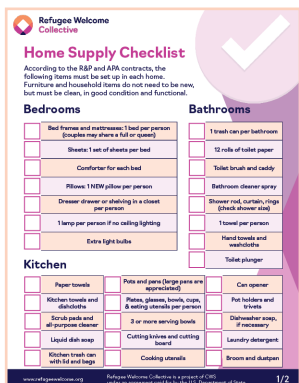 Refugee Welcome
Collective
Home Supply Checklist
According to the R&P and APA contracts, the
following items must be set up in each home.
Furniture and household items do not need to be new,
but must be clean, in good condition and functional.
Bedrooms
Bed frames and mattresses: 1 bed per person
(couples may share a full or queen)
Sheets: 1 set of sheets per bed
Comforter for each bed
Pillows: 1 NEW pillow per person
Dresser drawer or shelving in a closet
per person
1 lamp per person if no ceiling lighting
Extra light bulbs
Bathrooms
1 trash can per bathroom
12 rolls of toilet paper
Toilet brush and caddy
Bathroom cleaner spray
Shower rod, curtain, rings
(check shower size)
1 towel per person
Hand towels and
washcloths
Toilet plunger
Kitchen
Paper towels
Kitchen towels and
dishcloths
Scrub pads and
all-purpose cleaner
Liquid dish soap
Kitchen trash can
with lid and bags
Pots and pans (large pans are
appreciated)
Plates, glasses, bowls, cups,
& eating utensils per person
3 or more serving bowls
Cutting knives and cutting
board
Cooking utensils
Can opener
Pot holders and
trivets
Dishwasher soap,
if necessary
Laundry detergent
Broom and dustpan
www.refugeewelcome.org
Refugee Welcome Collective is a project of CWS
1/2